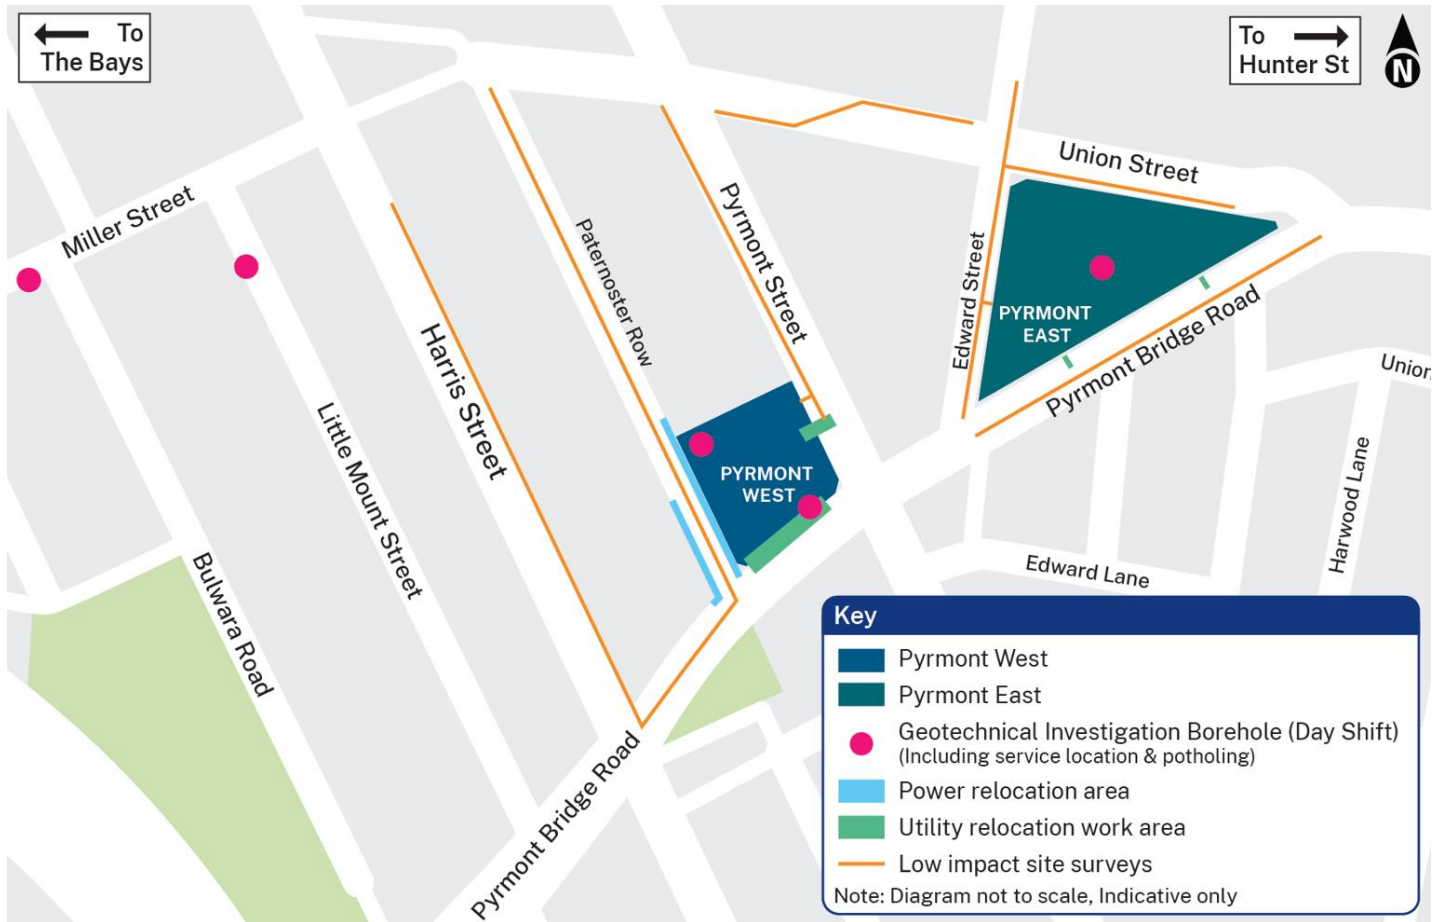 To
The Bays
To
Hunter St
N
Union Street
Miller Street
Pyrmont Street
Paternoster Row
Edward Street
PYRMONT
EAST
Pyrmont Bridge Road
Harris Street
Little Mount Street
Union
PYRMONT
WEST
Harwood Lane
Edward Lane
Bulwara Road
Pyrmont Bridge Road
Key
Pyrmont West
Pyrmont East
Geotechnical Investigation Borehole (Day Shift)
(Including service location & potholing)
Power relocation area
Utility relocation work area
Low impact site surveys
Note: Diagram not to scale, Indicative only